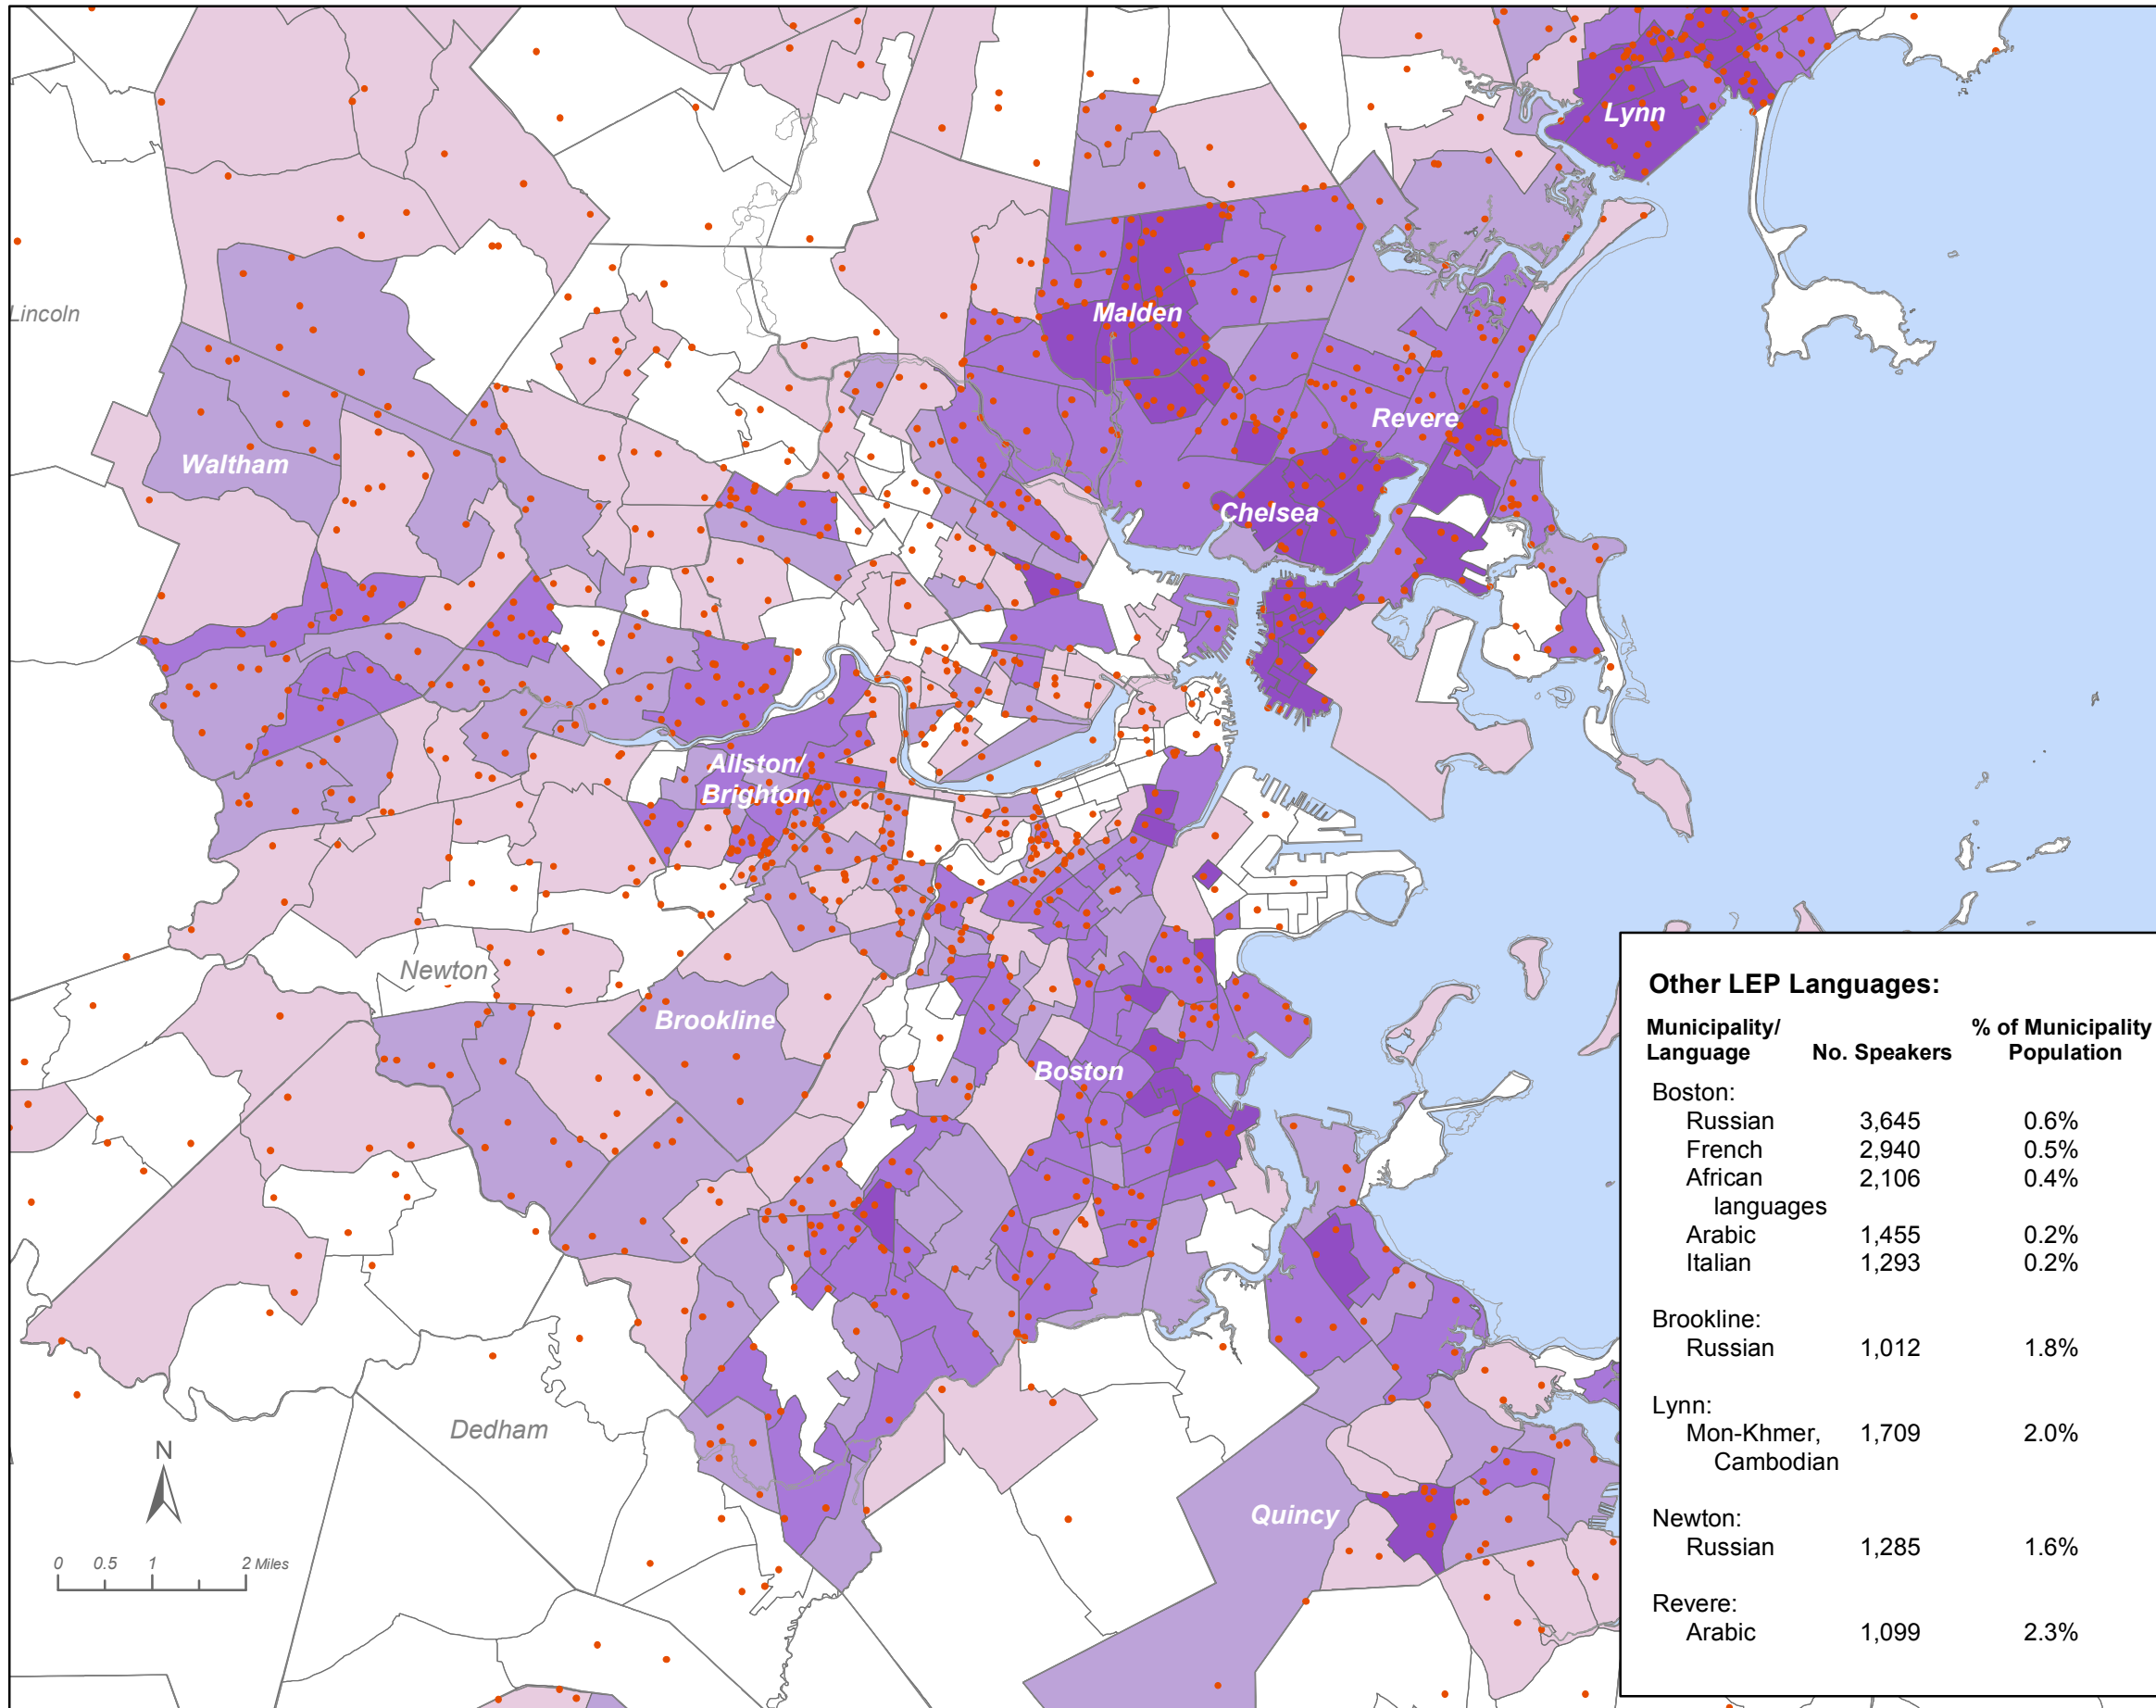 Lynn
Malden
Lincoln
Revere
Waltham
Chelsea
Allston/
Brighton
Newton
Brookline
Boston
Dedham
Quincy
N
0 0.5 1 2 Miles
Other LEP Languages:
Municipality/ % of Municipality
Language No. Speakers Population
Boston:
Russian 3,645 0.6%
French 2,940 0.5%
African 2,106 0.4%
languages
Arabic 1,455 0.2%
Italian 1,293 0.2%
Brookline:
Russian 1,012 1.8%
Lynn:
Mon-Khmer, 1,709 2.0%
Cambodian
Newton:
Russian 1,285 1.6%
Revere:
Arabic 1,099 2.3%